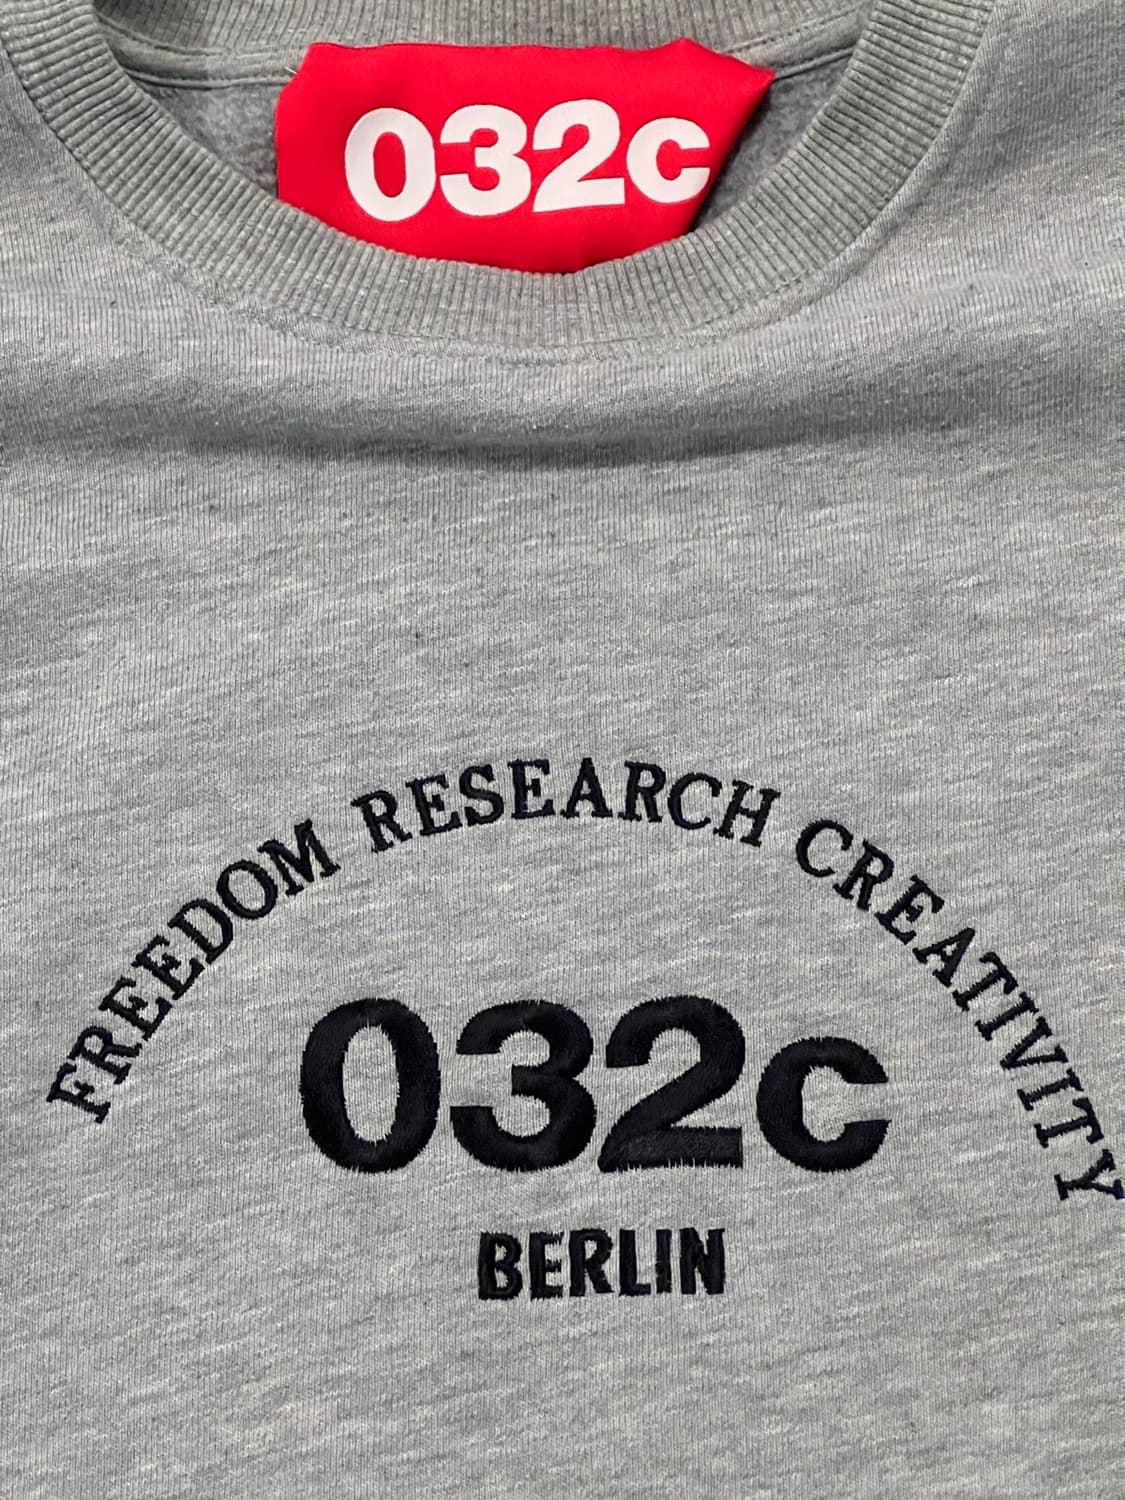 032c
FREEDOM RESEARCH CREATIVITY
032c
BERLIN